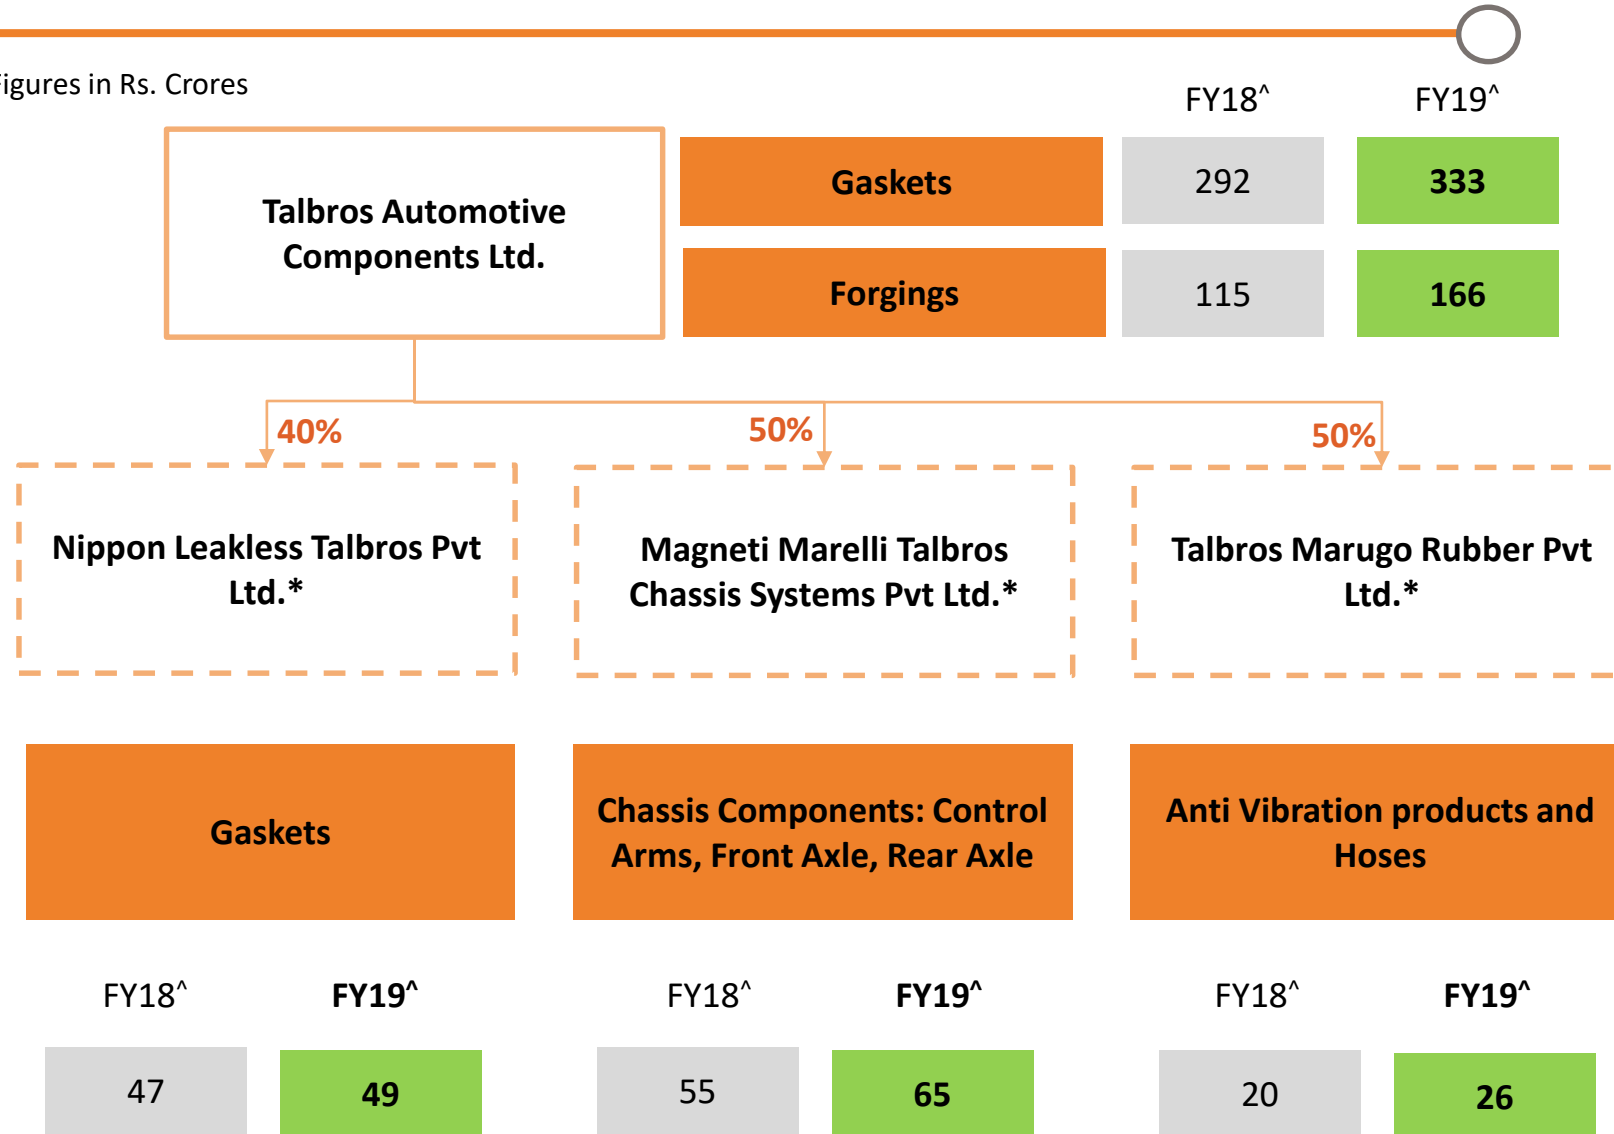 Figures in Rs. Crores
FY18^ FY19^
Talbros Automotive
Components Ltd.
Gaskets 292 333
Forgings 115 166
40% 50% 50%
Nippon Leakless Talbros Pvt
Ltd.*
Magneti Marelli Talbros
Chassis Systems Pvt Ltd.*
Talbros Marugo Rubber Pvt
Ltd.*
Gaskets
Chassis Components: Control
Arms, Front Axle, Rear Axle
Anti Vibration products and
Hoses
FY18^ FY19^ FY18^ FY19^ FY18^ FY19^
47 49 55 65 20 26